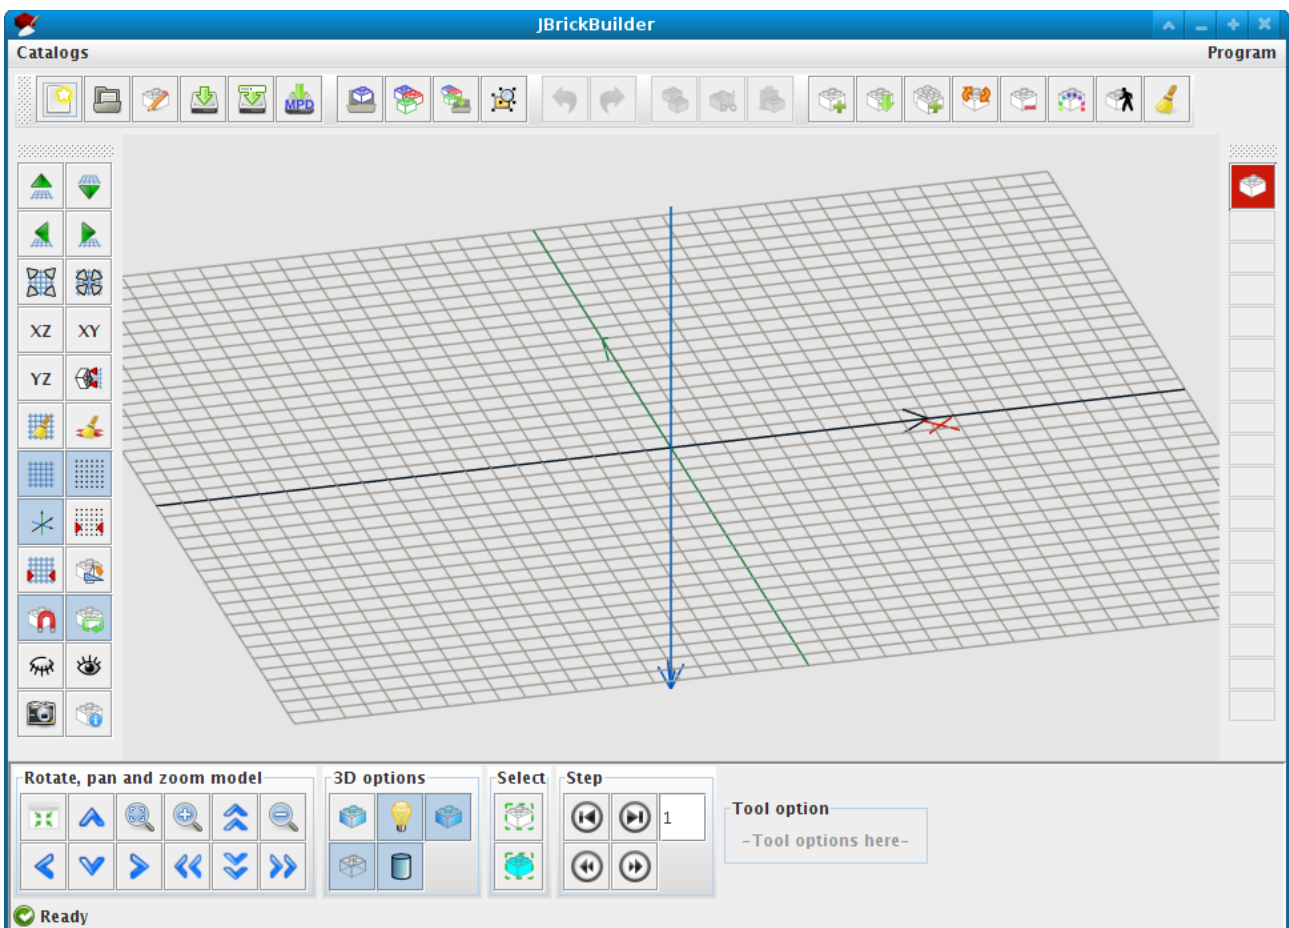 JBrickBuilder
Catalogs
Program
MPD
XZ
XY
YZ
Rotate, pan and zoom model
3D options
Select
Step
1
Tool option
-Tool options here-
Ready